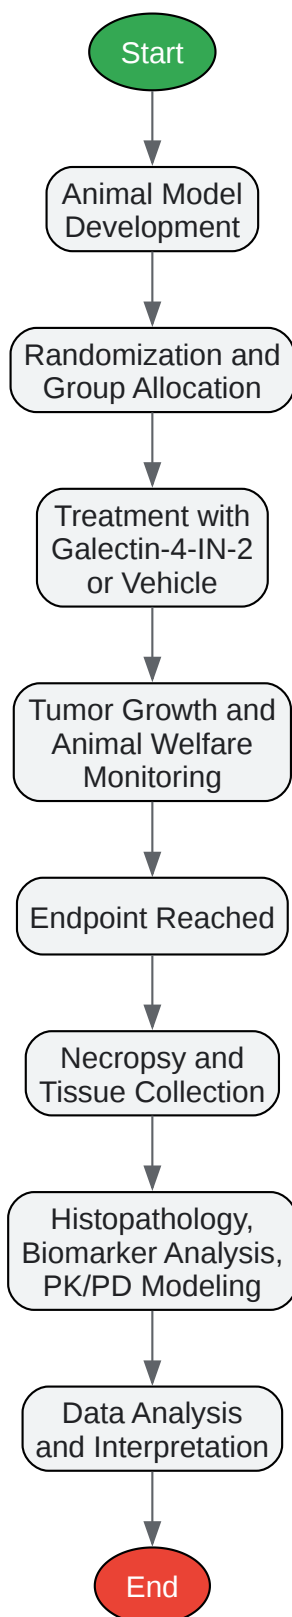 Start
Animal Model
Development
Randomization and
Group Allocation
Treatment with
Galectin-4-IN-2
or Vehicle
Tumor Growth and
Animal Welfare
Monitoring
Endpoint Reached
Necropsy and
Tissue Collection
Histopathology,
Biomarker Analysis,
PK/PD Modeling
Data Analysis
and Interpretation
End